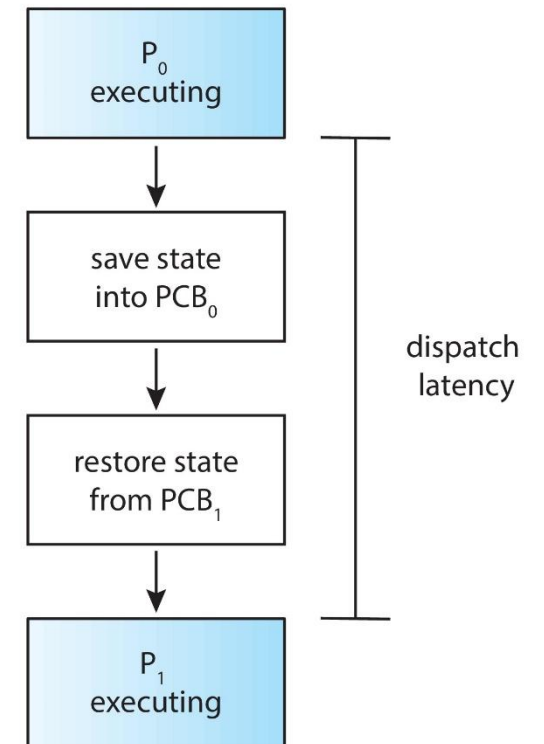 P₀
executing
save state
into PCB₀
dispatch
latency
restore state
from PCB₁
P₁
executing